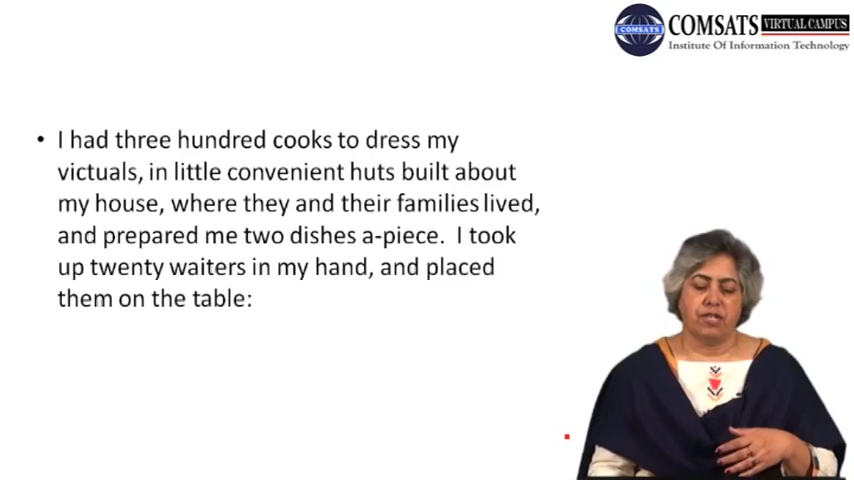 COMSATS VIRTUAL CAMPUS
Institute Of Information Technology
COMSATS
• I had three hundred cooks to dress my
victuals, in little convenient huts built about
my house, where they and their families lived,
and prepared me two dishes a-piece.  I took
up twenty waiters in my hand, and placed
them on the table: